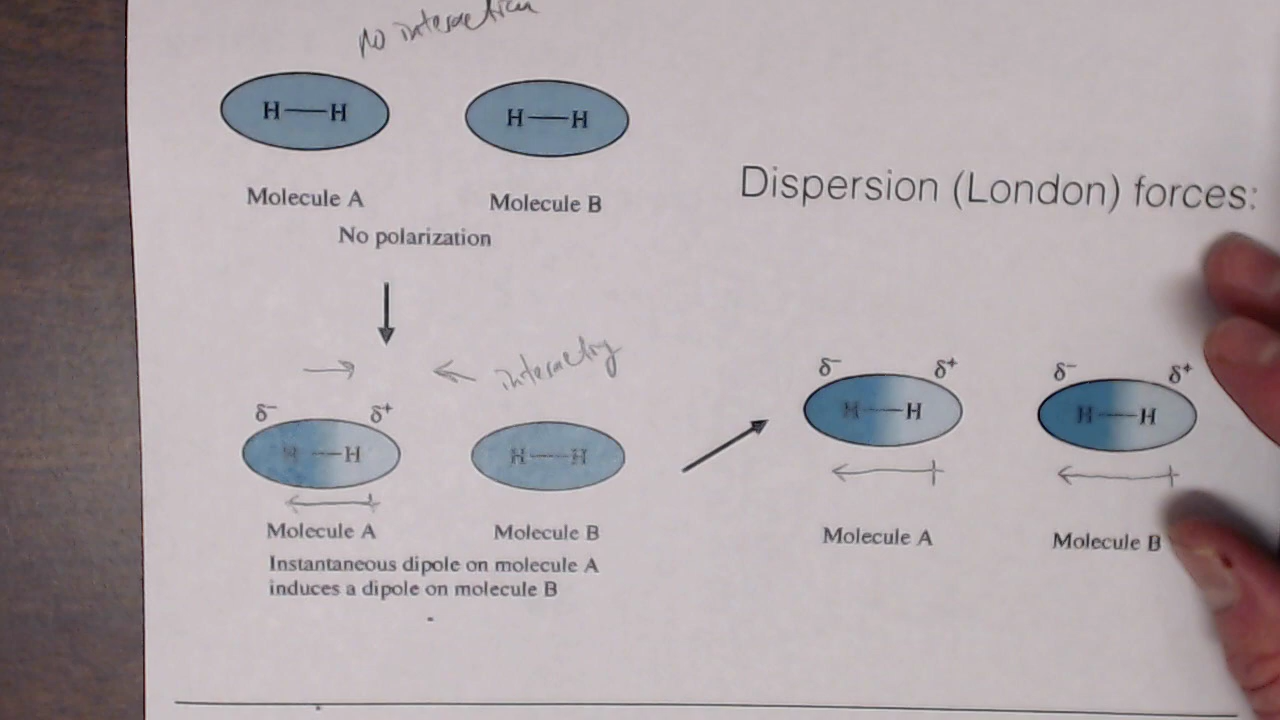 No interaction
H—H
H—H
Molecule A
Molecule B
No polarization
Dispersion (London) forces:
δ⁻ δ⁺
H—H
Molecule A
H—H
Molecule B
Instantaneous dipole on molecule A
induces a dipole on molecule B
δ⁻ δ⁺
H—H
Molecule A
δ⁻ δ⁺
H—H
Molecule B